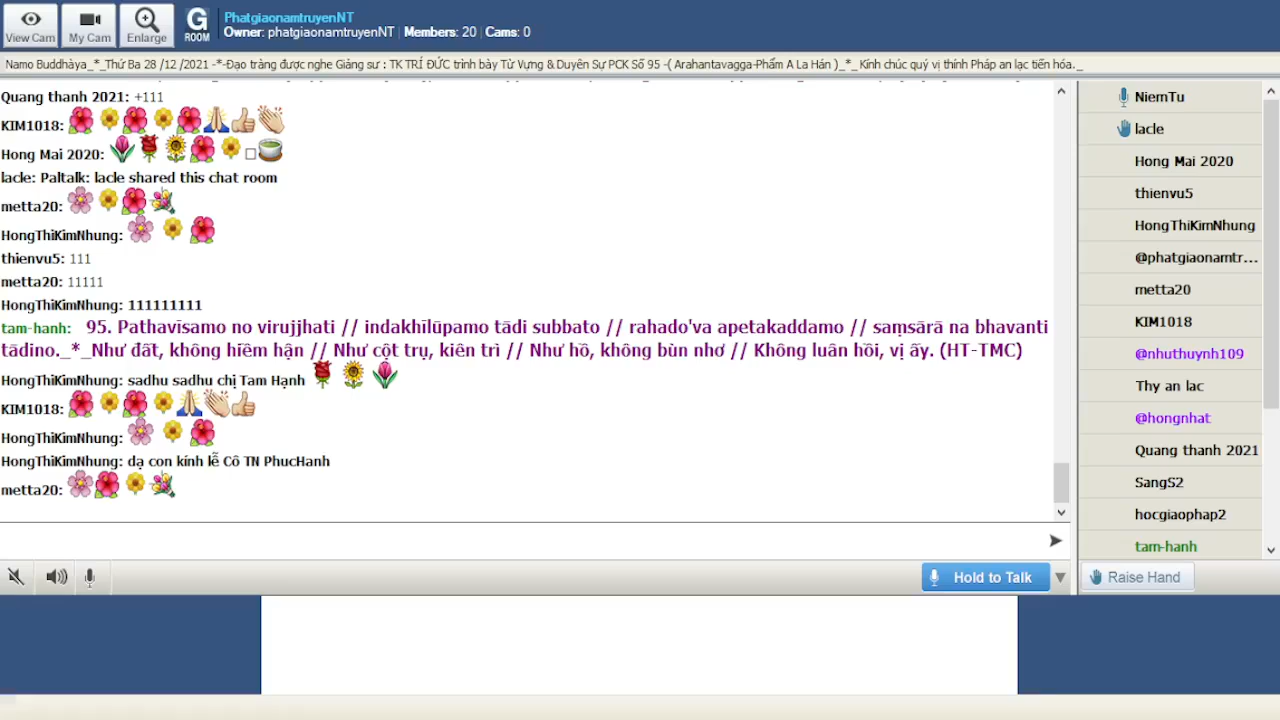 View Cam
My Cam
Enlarge
G
ROOM
PhatgiaonamtruyenNT
Owner: phatgiaonamtruyenNT | Members: 20 | Cams: 0
Namo Buddhàya_*_Thứ Ba 28 /12 /2021 -*-Đạo tràng được nghe Giảng sư : TK TRÍ ĐỨC trình bày Từ Vựng & Duyên Sự PCK Số 95 -( Arahantavagga-Phẩm A La Hán )_*_Kính chúc quý vị thính Pháp an lạc tiến hóa._
Quang thanh 2021: +111
KIM1018:
Hong Mai 2020:
lacle: Paltalk: lacle shared this chat room
metta20:
HongThiKimNhung:
thienvu5: 111
metta20: 11111
HongThiKimNhung: 111111111
tam-hanh: 95. Pathavīsamo no virujjhati // indakhīlūpamo tādi subbato // rahado'va apetakaddamo // saṃsārā na bhavanti
tādino._*_Như đất, không hiềm hận // Như cột trụ, kiên trì // Như hồ, không bùn nhơ // Không luân hồi, vị ấy. (HT-TMC)
HongThiKimNhung: sadhu sadhu chị Tam Hạnh
KIM1018:
HongThiKimNhung:
HongThiKimNhung: dạ con kính lễ Cô TN PhucHanh
metta20:
NiemTu
lacle
Hong Mai 2020
thienvu5
HongThiKimNhung
@phatgiaonamtr...
metta20
KIM1018
@nhuthuynh109
Thy an lac
@hongnhat
Quang thanh 2021
SangS2
hocgiaophap2
tam-hanh
Hold to Talk
Raise Hand